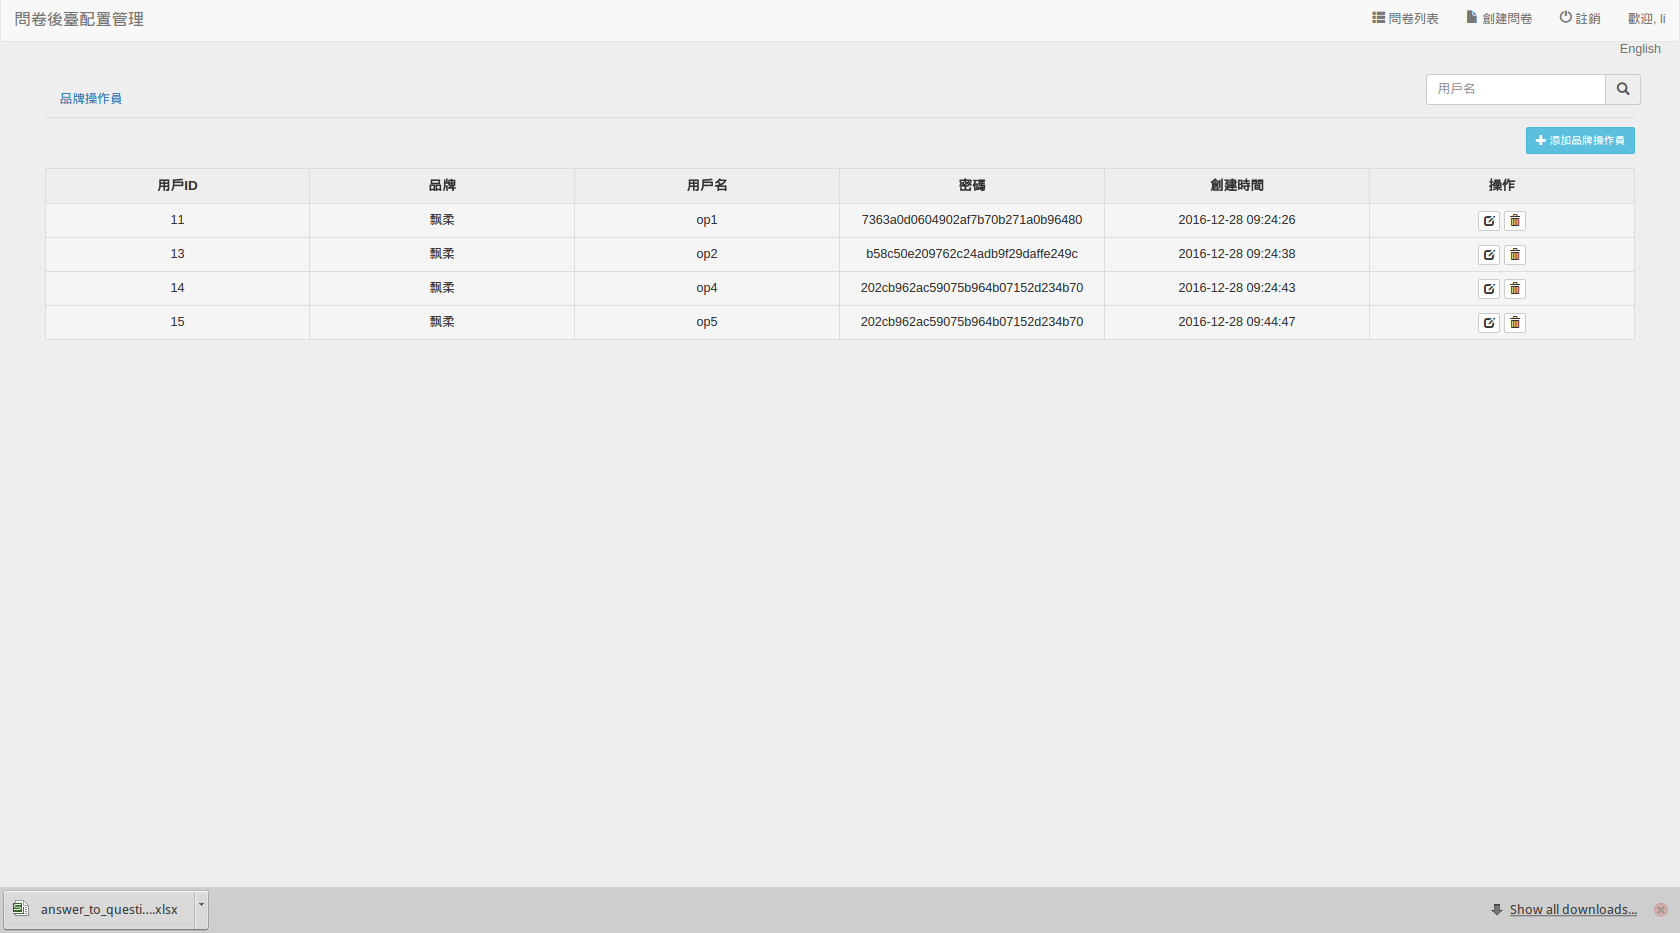 問卷後臺配置管理 問卷列表 創建問卷 註銷 歡迎, li
English
品牌操作員 用戶名
添加品牌操作員
用戶ID 品牌 用戶名 密碼 創建時間 操作
11 飄柔 op1 7363a0d0604902af7b70b271a0b96480 2016-12-28 09:24:26
13 飄柔 op2 b58c50e209762c24adb9f29daffe249c 2016-12-28 09:24:38
14 飄柔 op4 202cb962ac59075b964b07152d234b70 2016-12-28 09:24:43
15 飄柔 op5 202cb962ac59075b964b07152d234b70 2016-12-28 09:44:47
answer_to_questi....xlsx Show all downloads...